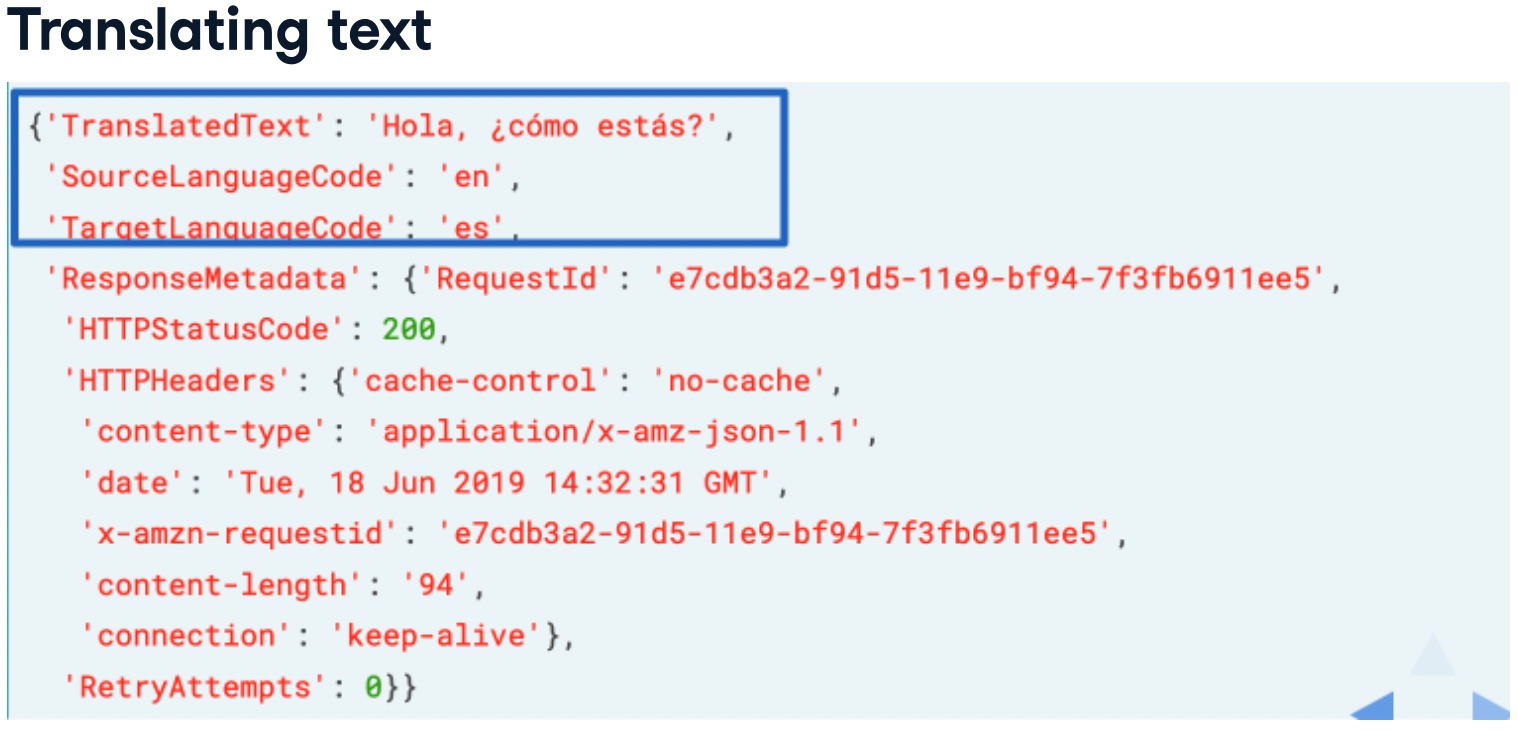 Translating text
{'TranslatedText': 'Hola, ¿cómo estás?',
'SourceLanguageCode': 'en',
'TargetLanguageCode': 'es',
'ResponseMetadata': {'RequestId': 'e7cdb3a2-91d5-11e9-bf94-7f3fb6911ee5',
'HTTPStatusCode': 200,
'HTTPHeaders': {'cache-control': 'no-cache',
'content-type': 'application/x-amz-json-1.1',
'date': 'Tue, 18 Jun 2019 14:32:31 GMT',
'x-amzn-requestid': 'e7cdb3a2-91d5-11e9-bf94-7f3fb6911ee5',
'content-length': '94',
'connection': 'keep-alive'},
'RetryAttempts': 0}}